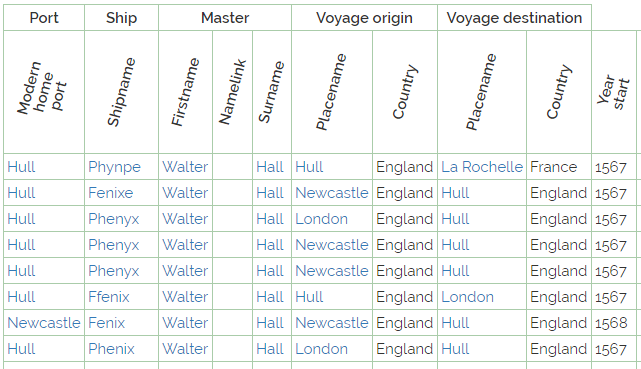 Port Ship Master Voyage origin Voyage destination
Modern home port Shipname Firstname Namelink Surname Placename Country Placename Country Year start
Hull Phynpe Walter Hall Hull England La Rochelle France 1567
Hull Fenixe Walter Hall Newcastle England Hull England 1567
Hull Phenyx Walter Hall London England Hull England 1567
Hull Phenyx Walter Hall Newcastle England Hull England 1567
Hull Phenyx Walter Hall Newcastle England Hull England 1567
Hull Ffenix Walter Hall Hull England London England 1567
Newcastle Fenix Walter Hall Newcastle England Hull England 1568
Hull Phenix Walter Hall London England Hull England 1567